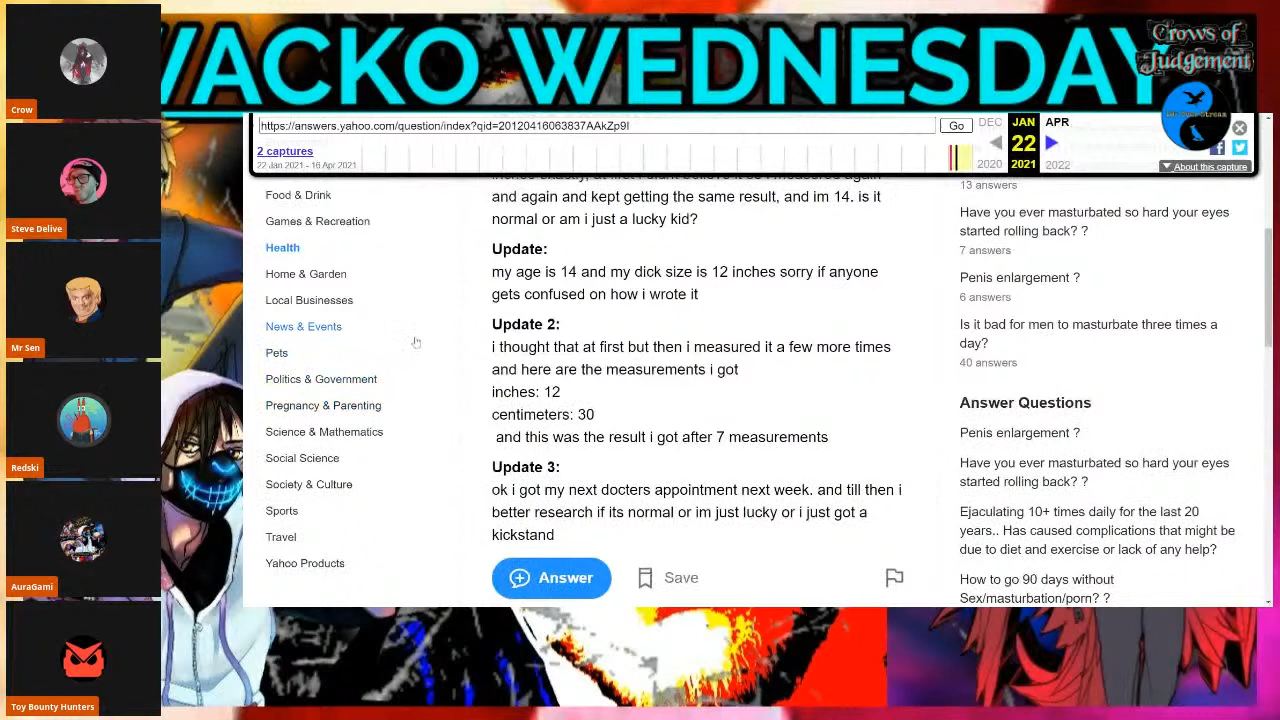 WACKO WEDNESDAY
Crows of
Judgement
Crow
Steve Delive
Mr Sen
Redski
AuraGami
Toy Bounty Hunters
https://answers.yahoo.com/question/index?qid=20120416063837AAkZp9l
Go
DEC JAN APR
22
2020 2021 2022
2 captures
22 Jan 2021 - 16 Apr 2021
About this capture
Food & Drink
Games & Recreation
Health
Home & Garden
Local Businesses
News & Events
Pets
Politics & Government
Pregnancy & Parenting
Science & Mathematics
Social Science
Society & Culture
Sports
Travel
Yahoo Products
and again and kept getting the same result, and im 14. is it
normal or am i just a lucky kid?
Update:
my age is 14 and my dick size is 12 inches sorry if anyone
gets confused on how i wrote it
Update 2:
i thought that at first but then i measured it a few more times
and here are the measurements i got
inches: 12
centimeters: 30
and this was the result i got after 7 measurements
Update 3:
ok i got my next docters appointment next week. and till then i
better research if its normal or im just lucky or i just got a
kickstand
Answer
Save
13 answers
Have you ever masturbated so hard your eyes
started rolling back? ?
7 answers
Penis enlargement ?
6 answers
Is it bad for men to masturbate three times a
day?
40 answers
Answer Questions
Penis enlargement ?
Have you ever masturbated so hard your eyes
started rolling back? ?
Ejaculating 10+ times daily for the last 20
years.. Has caused complications that might be
due to diet and exercise or lack of any help?
How to go 90 days without
Sex/masturbation/porn? ?